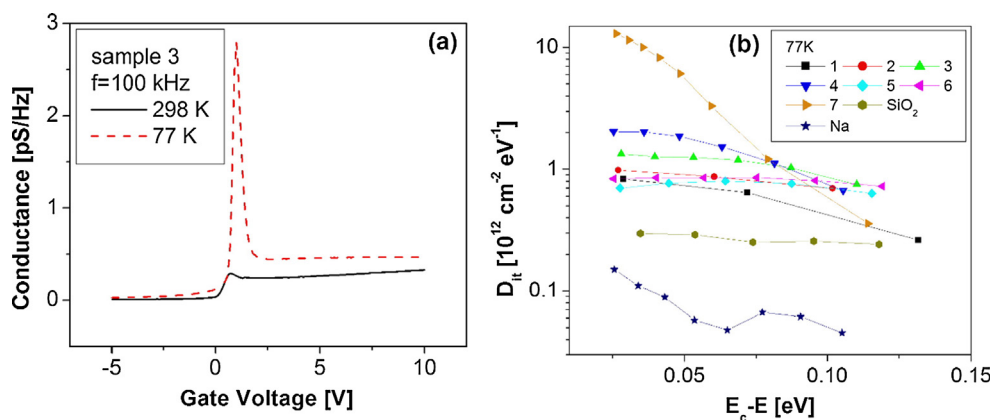 (a)
sample 3
f=100 kHz
298 K
77 K
3
2
1
0
Conductance [pS/Hz]
-5 0 5 10
Gate Voltage [V]
(b)
77K
1 2 3
4 5 6
7 SiO2
Na
10
1
0.1
Dit [10^12 cm^-2 eV^-1]
0.05 0.10 0.15
Ec-E [eV]